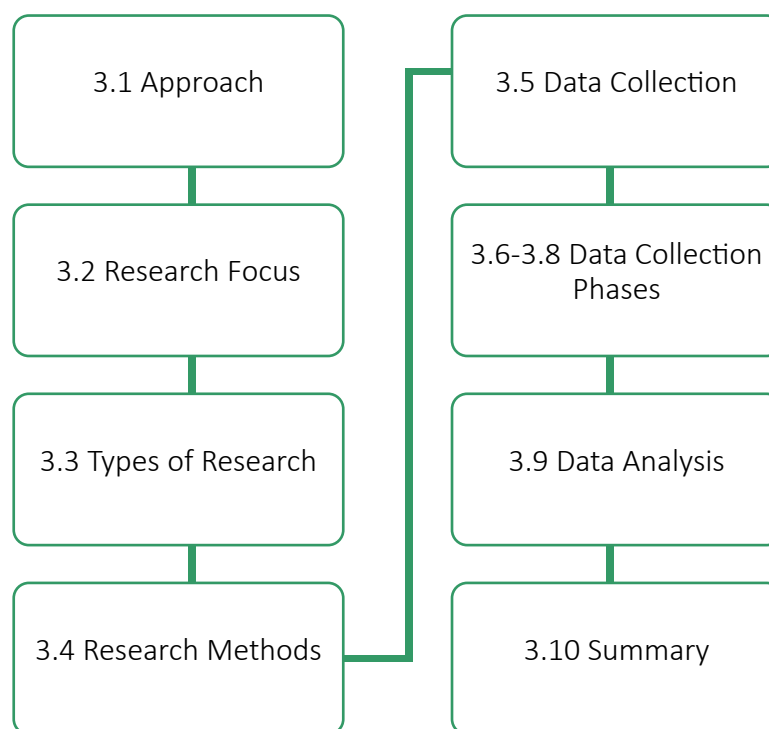 3.1 Approach
3.2 Research Focus
3.3 Types of Research
3.4 Research Methods
3.5 Data Collection
3.6-3.8 Data Collection
Phases
3.9 Data Analysis
3.10 Summary